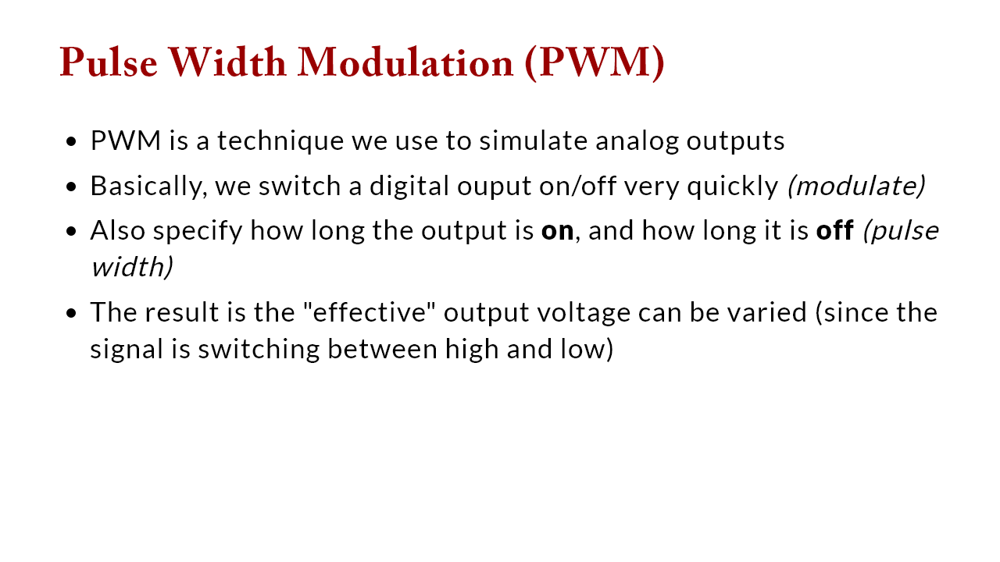 Pulse Width Modulation (PWM)
• PWM is a technique we use to simulate analog outputs
• Basically, we switch a digital ouput on/off very quickly (modulate)
• Also specify how long the output is on, and how long it is off (pulse
width)
• The result is the "effective" output voltage can be varied (since the
signal is switching between high and low)